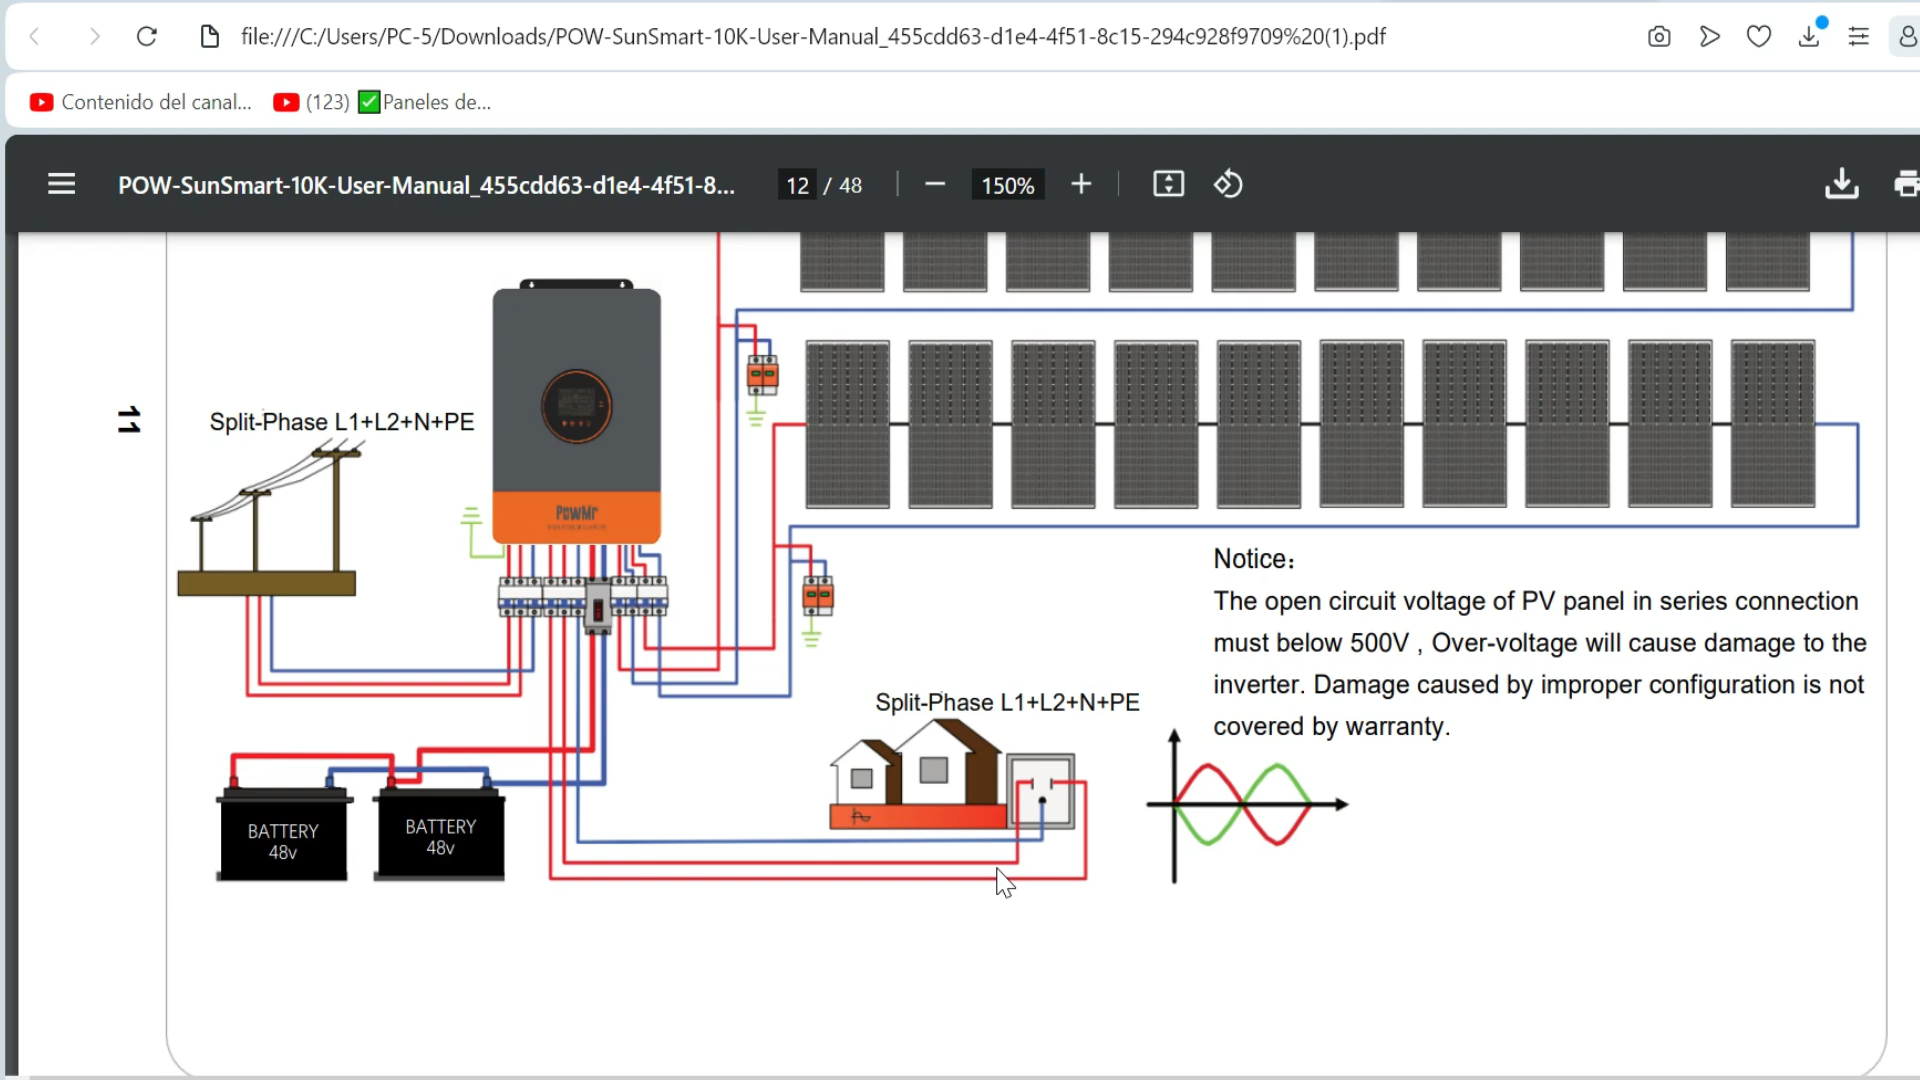 file:///C:/Users/PC-5/Downloads/POW-SunSmart-10K-User-Manual_455cdd63-d1e4-4f51-8c15-294c928f9709%20(1).pdf
Contenido del canal...
(123) ✅Paneles de...
POW-SunSmart-10K-User-Manual_455cdd63-d1e4-4f51-8...
12 / 48
150%
11
Split-Phase L1+L2+N+PE
PowMr
Notice：
The open circuit voltage of PV panel in series connection
must below 500V , Over-voltage will cause damage to the
inverter. Damage caused by improper configuration is not
covered by warranty.
Split-Phase L1+L2+N+PE
BATTERY
48v
BATTERY
48v